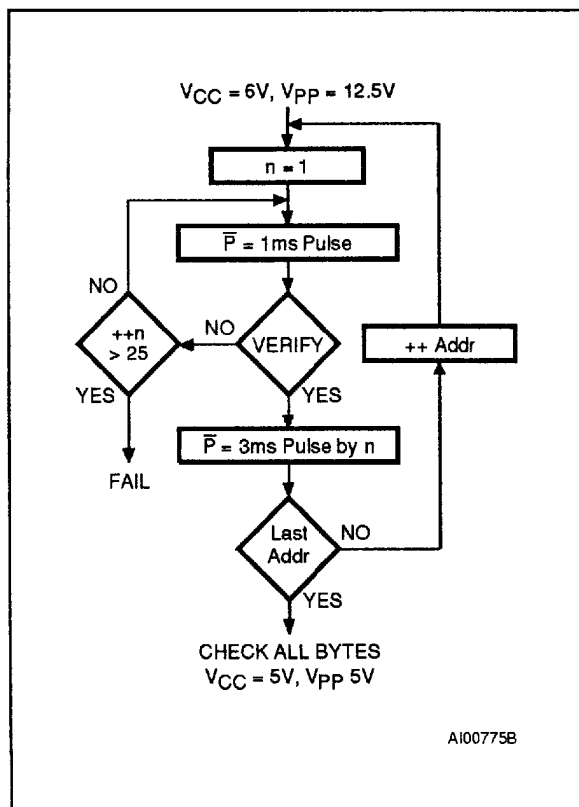 VCC = 6V, VPP = 12.5V
n = 1
P̅ = 1ms Pulse
NO
++n
> 25
NO
VERIFY
++ Addr
YES
YES
P̅ = 3ms Pulse by n
FAIL
Last
Addr
NO
YES
CHECK ALL BYTES
VCC = 5V, VPP 5V
AI00775B